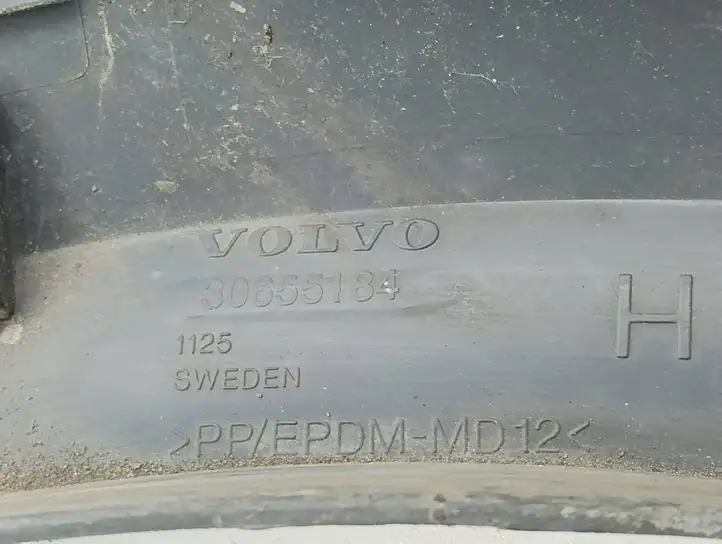 VOLVO
30655184
H
1125
SWEDEN
>PP/EPDM-MD12<